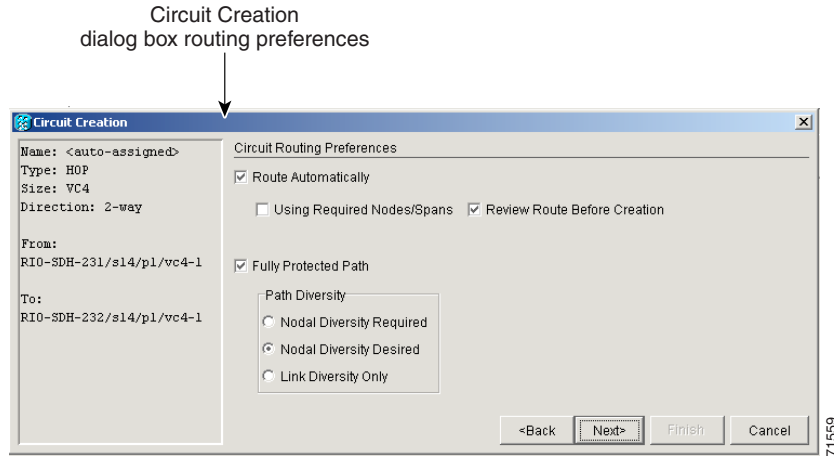 Circuit Creation
dialog box routing preferences
Circuit Creation
Name: <auto-assigned>
Type: HOP
Size: VC4
Direction: 2-way
From:
RIO-SDH-231/s14/p1/vc4-1
To:
RIO-SDH-232/s14/p1/vc4-1
Circuit Routing Preferences
Route Automatically
Using Required Nodes/Spans Review Route Before Creation
Fully Protected Path
Path Diversity
Nodal Diversity Required
Nodal Diversity Desired
Link Diversity Only
<Back Next> Finish Cancel
71559